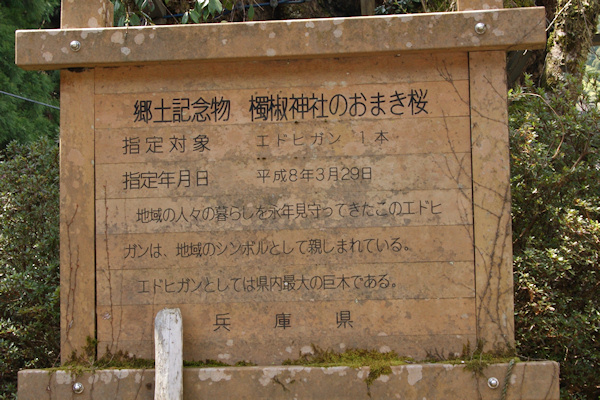 郷土記念物 櫤椒神社のおまき桜
指定対象 エドヒガン 1本
指定年月日 平成8年3月29日
地域の人々の暮らしを永年見守ってきたこのエドヒ
ガンは、地域のシンボルとして親しまれている。
エドヒガンとしては県内最大の巨木である。
兵庫県